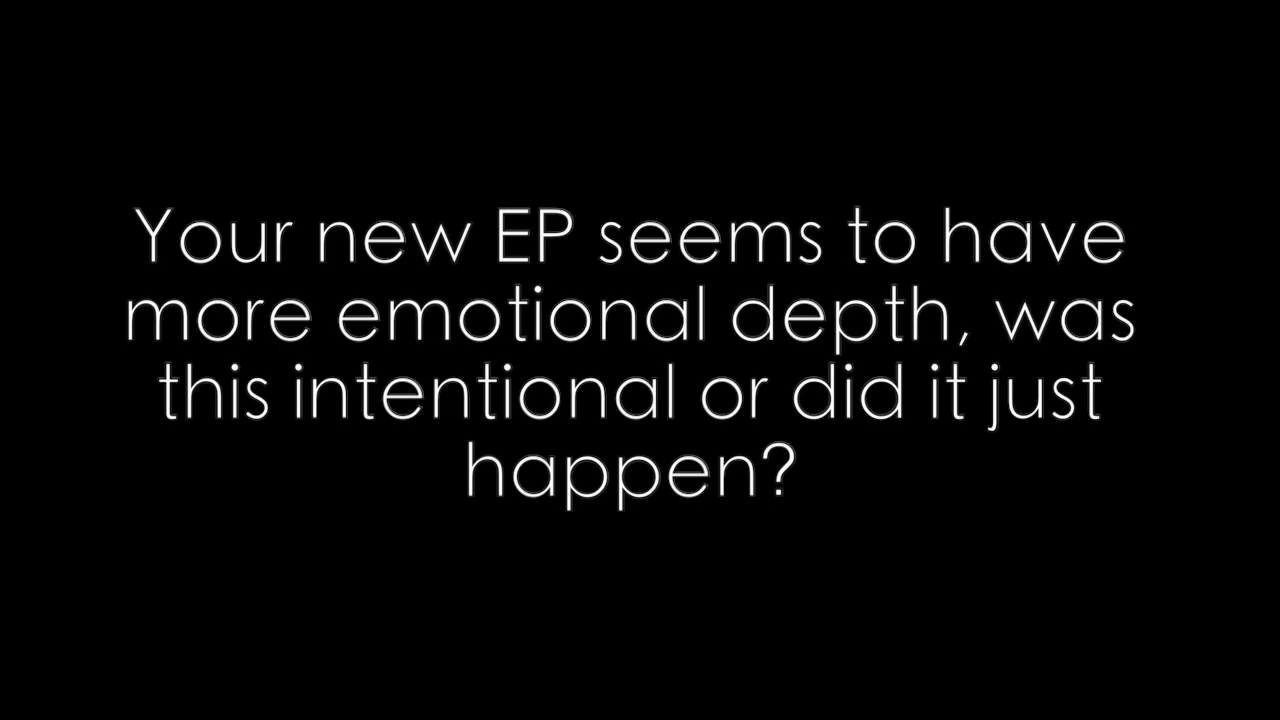 Your new EP seems to have
more emotional depth, was
this intentional or did it just
happen?